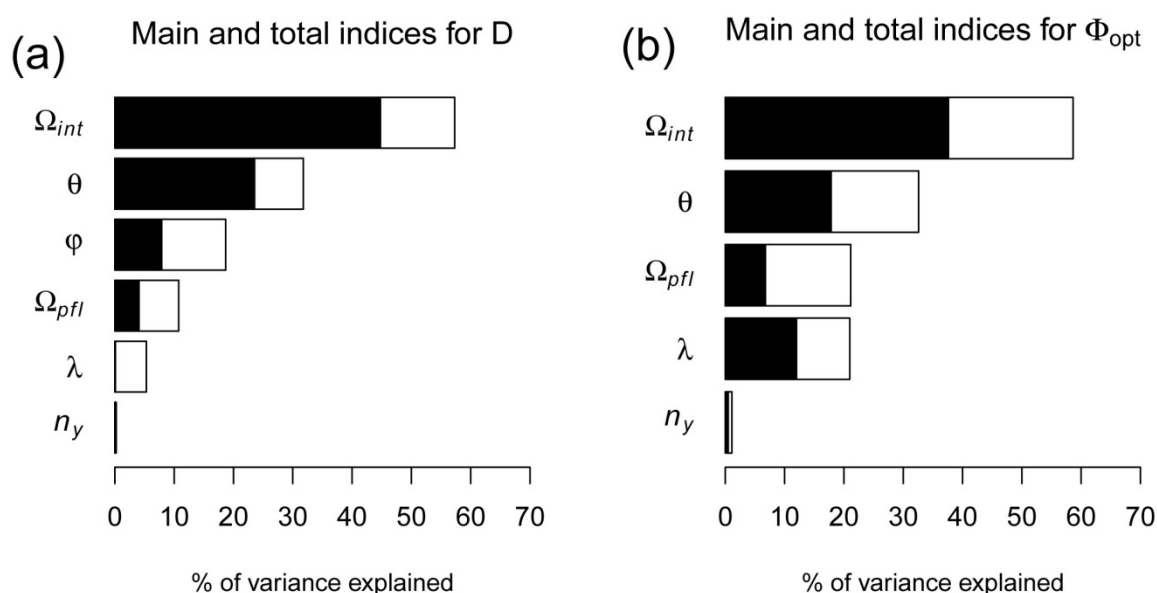 (a)
Main and total indices for D
Ω_int
θ
φ
Ω_pfl
λ
n_y
0 10 20 30 40 50 60 70
% of variance explained
(b)
Main and total indices for Φ_opt
Ω_int
θ
Ω_pfl
λ
n_y
0 10 20 30 40 50 60 70
% of variance explained